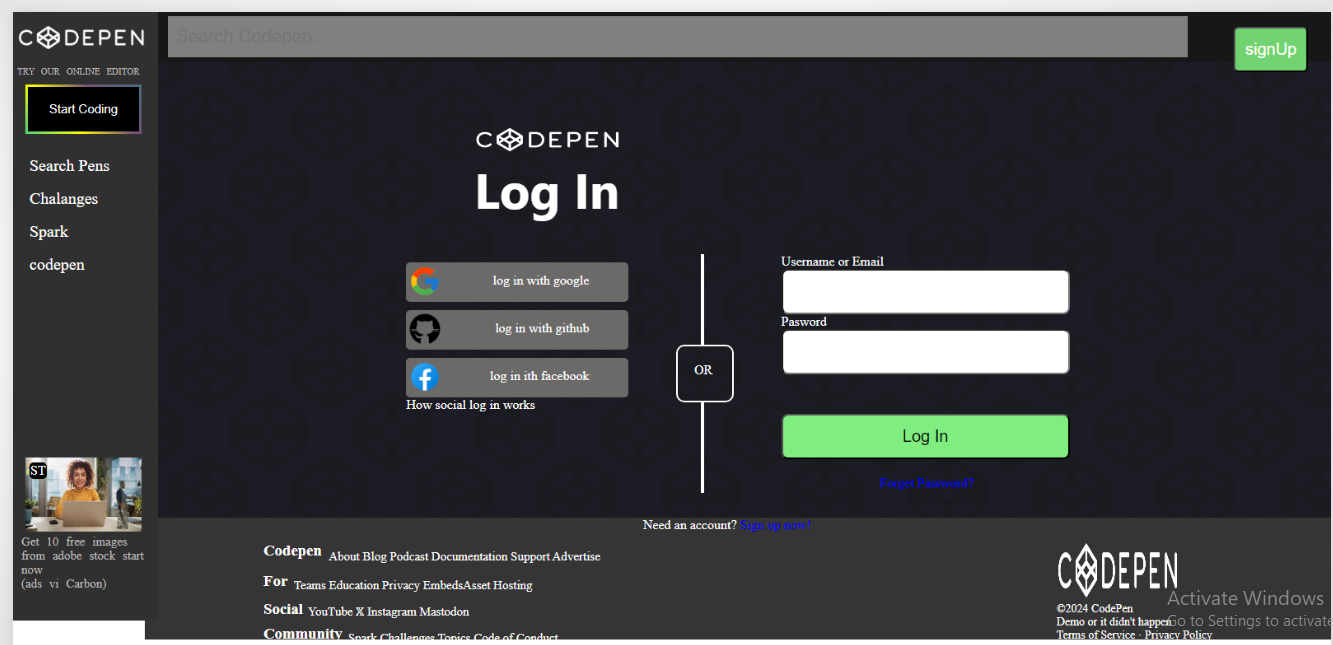 CODEPEN
Search Codepen...
signUp
TRY OUR ONLINE EDITOR
Start Coding
Search Pens
Chalanges
Spark
codepen
ST
Get 10 free images
from adobe stock start
now
(ads vi Carbon)
CODEPEN
Log In
log in with google
log in with github
log in ith facebook
How social log in works
OR
Username or Email
Pasword
Log In
Forget Password?
Need an account? Sign up now!
Codepen About Blog Podcast Documentation Support Advertise
For Teams Education Privacy EmbedsAsset Hosting
Social YouTube X Instagram Mastodon
Community Spark Challenges Topics Code of Conduct
CODEPEN
©2024 CodePen
Demo or it didn't happen
Terms of Service · Privacy Policy
Activate Windows
Go to Settings to activate